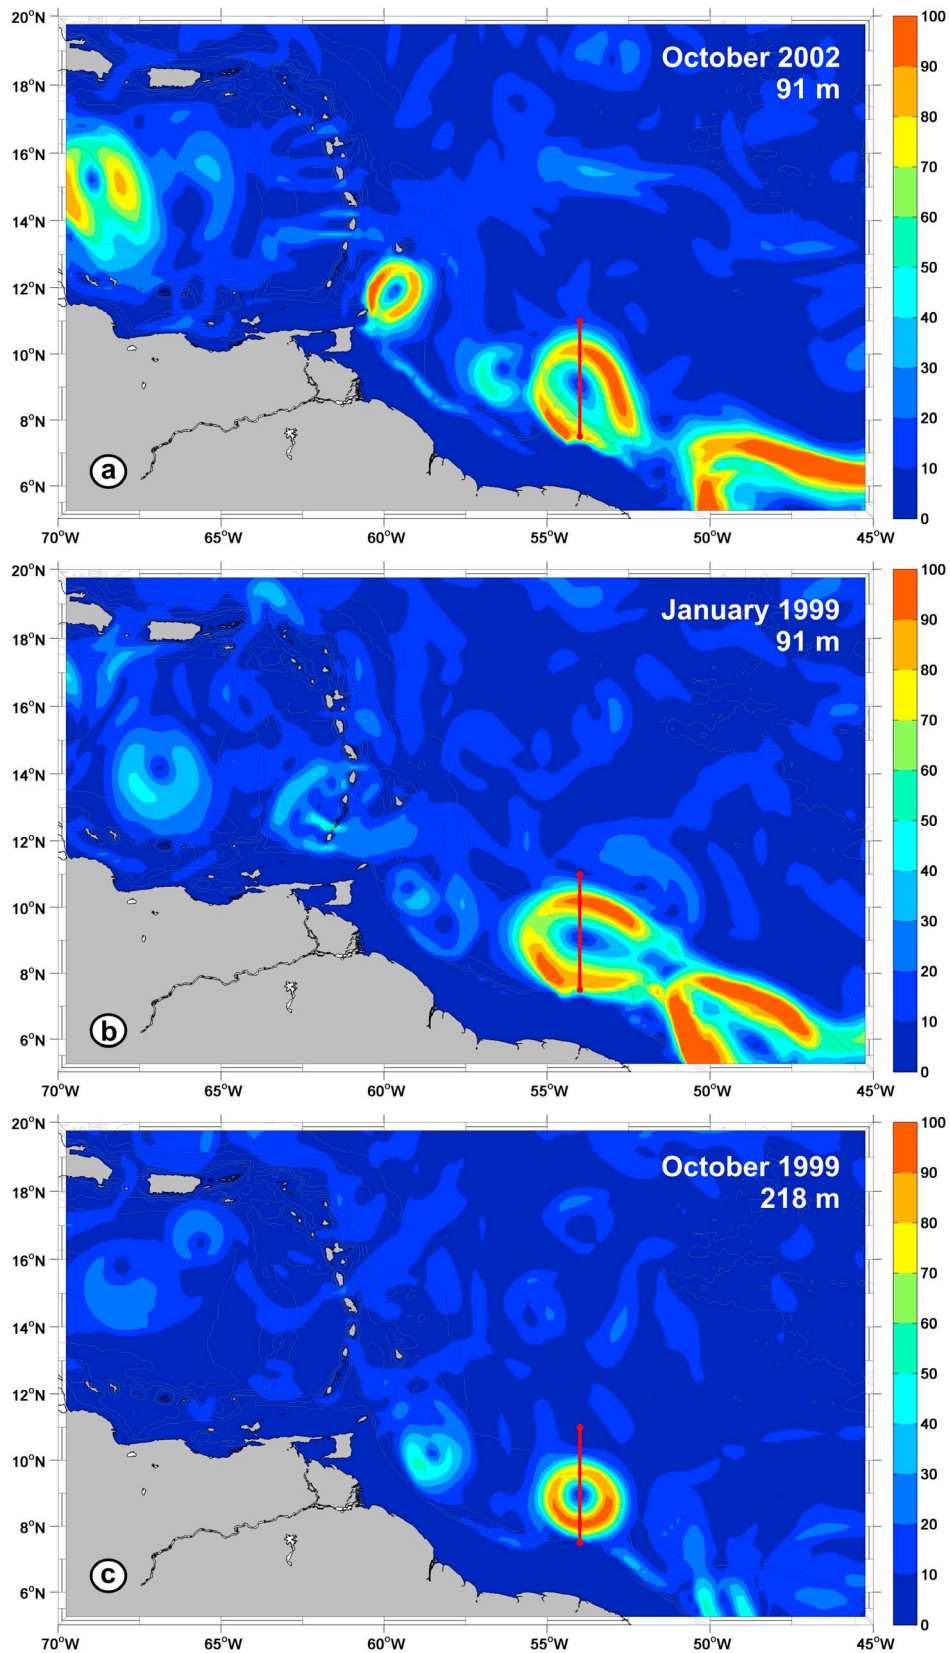 20°N
18°N
16°N
14°N
12°N
10°N
8°N
6°N
October 2002
91 m
a
70°W
65°W
60°W
55°W
50°W
45°W
100
90
80
70
60
50
40
30
20
10
0
20°N
18°N
16°N
14°N
12°N
10°N
8°N
6°N
January 1999
91 m
b
70°W
65°W
60°W
55°W
50°W
45°W
100
90
80
70
60
50
40
30
20
10
0
20°N
18°N
16°N
14°N
12°N
10°N
8°N
6°N
October 1999
218 m
c
70°W
65°W
60°W
55°W
50°W
45°W
100
90
80
70
60
50
40
30
20
10
0